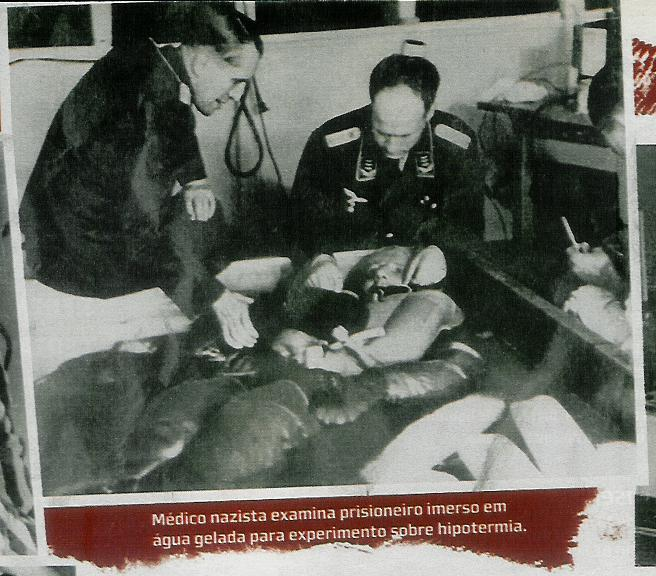 Médico nazista examina prisioneiro imerso em
água gelada para experimento sobre hipotermia.